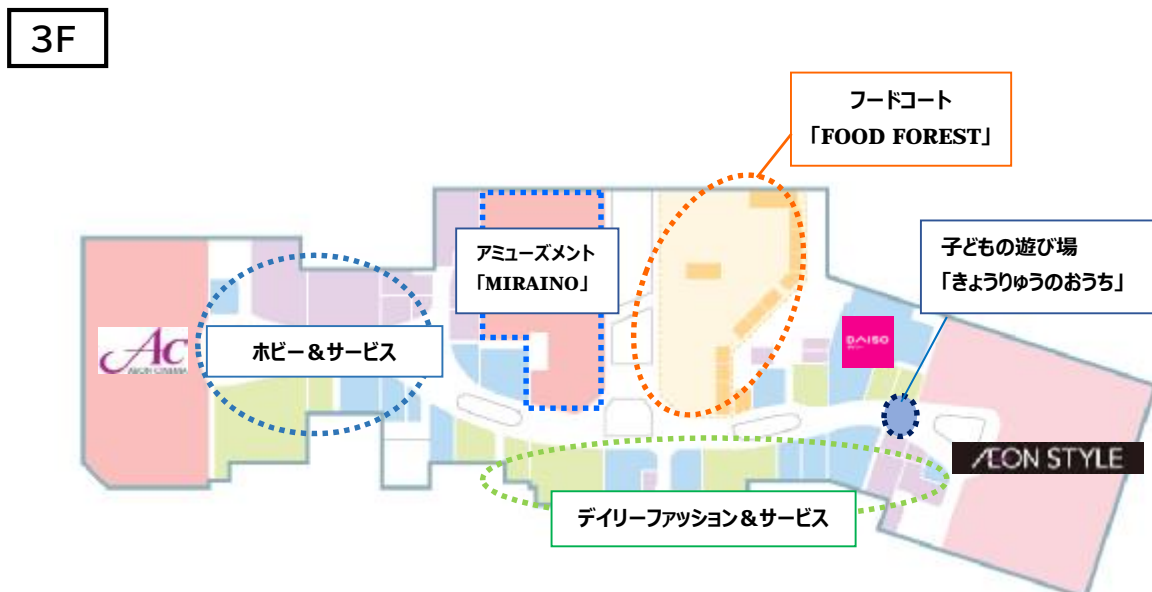 3F
フードコート
「FOOD FOREST」
アミューズメント
「MIRAINO」
子どもの遊び場
「きょうりゅうのおうち」
AC
AEON CINEMA
ホビー&サービス
DAISO
ÆON STYLE
デイリーファッション&サービス